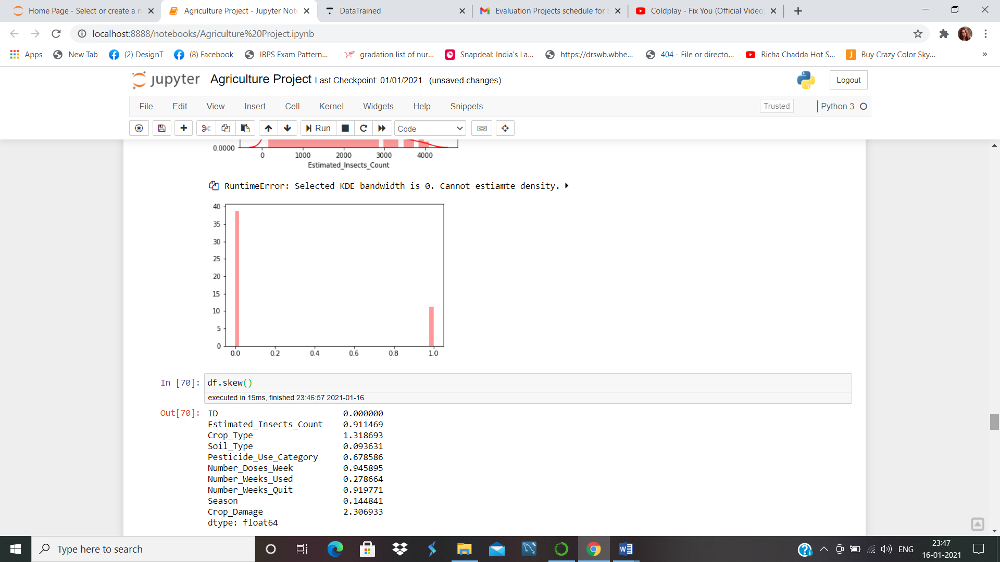 Home Page - Select or create a n
Agriculture Project - Jupyter Not
DataTrained
Evaluation Projects schedule for
Coldplay - Fix You (Official Video)
localhost:8888/notebooks/Agriculture%20Project.ipynb
Apps New Tab (2) DesignT (8) Facebook IBPS Exam Pattern... gradation list of nur... Snapdeal: India's La... https://drswb.wbhe... 404 - File or directo... Richa Chadda Hot S... Buy Crazy Color Sky... »
jupyter Agriculture Project Last Checkpoint: 01/01/2021 (unsaved changes)
Logout
File Edit View Insert Cell Kernel Widgets Help Snippets
Trusted
Python 3
Run
Code
0.0000
0 1000 2000 3000 4000
Estimated_Insects_Count
RuntimeError: Selected KDE bandwidth is 0. Cannot estiamte density.
40
35
30
25
20
15
10
5
0
0.0 0.2 0.4 0.6 0.8 1.0
In [70]: df.skew()
executed in 19ms, finished 23:46:57 2021-01-16
Out[70]: ID 0.000000
Estimated_Insects_Count 0.911469
Crop_Type 1.318693
Soil_Type 0.093631
Pesticide_Use_Category 0.678586
Number_Doses_Week 0.945895
Number_Weeks_Used 0.278664
Number_Weeks_Quit 0.919771
Season 0.144841
Crop_Damage 2.306933
dtype: float64
Type here to search
ENG
23:47
16-01-2021